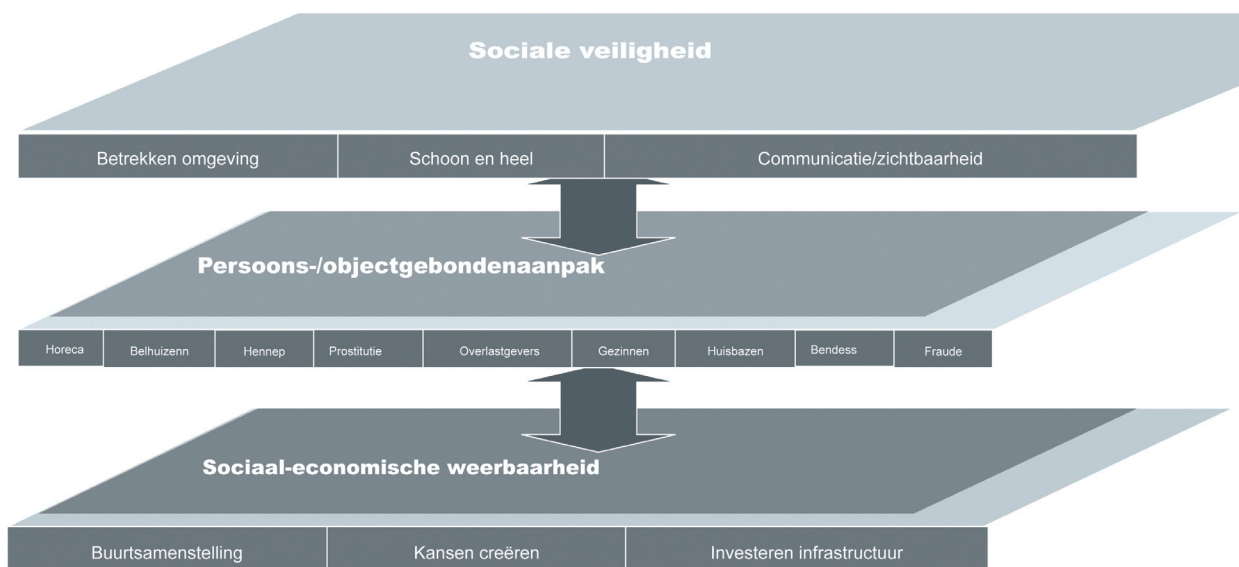 Sociale veiligheid
Betrekken omgeving
Schoon en heel
Communicatie/zichtbaarheid
Persoons-/objectgebondenaanpak
Horeca
Belhuizenn
Hennep
Prostitutie
Overlastgevers
Gezinnen
Huisbazen
Bendess
Fraude
Sociaal-economische weerbaarheid
Buurtsamenstelling
Kansen creëren
Investeren infrastructuur